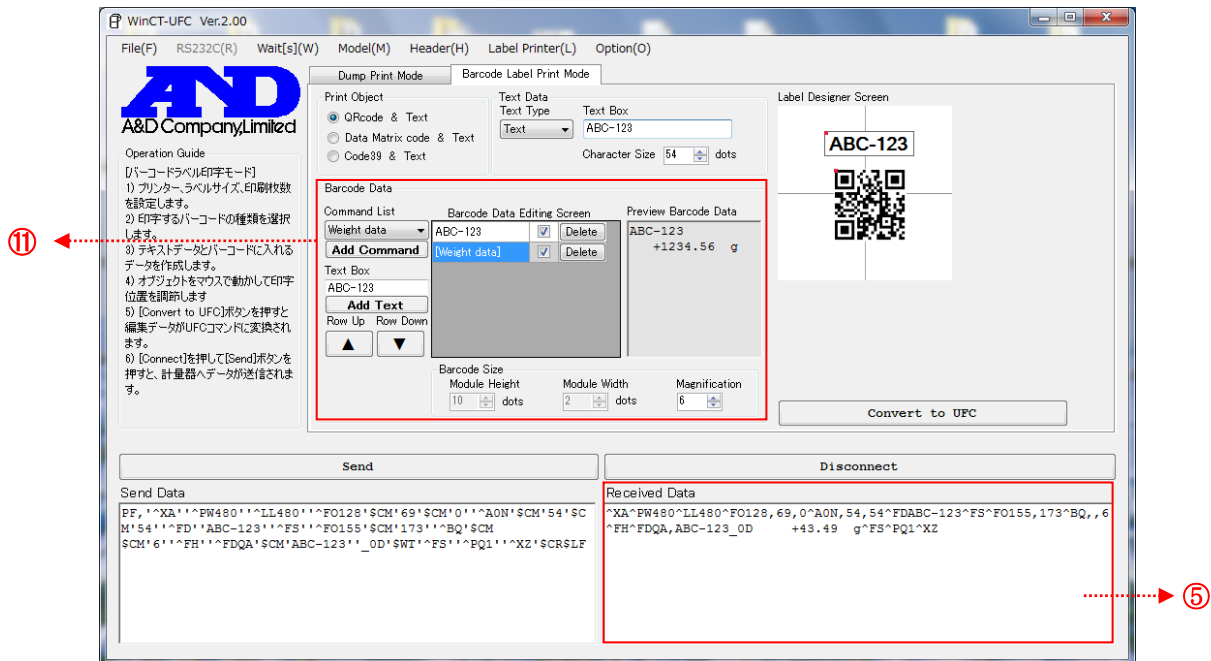 WinCT-UFC Ver.2.00
File(F) RS232C(R) Wait[s](W) Model(M) Header(H) Label Printer(L) Option(O)
AND
A&D Company,Limited
Operation Guide
[バーコードラベル印字モード]
1) プリンター、ラベルサイズ、印刷枚数
を設定します。
2) 印字するバーコードの種類を選択
します。
3) テキストデータとバーコードに入れる
データを作成します。
4) オブジェクトをマウスで動かして印字
位置を調節します
5) [Convert to UFC]ボタンを押すと
編集データがUFCコマンドに変換され
ます。
6) [Connect]を押して[Send]ボタンを
押すと、計量器へデータが送信されま
す。
Dump Print Mode Barcode Label Print Mode
Print Object
QRcode & Text
Data Matrix code & Text
Code39 & Text
Text Data
Text Type Text Box
Text ABC-123
Character Size 54 dots
Barcode Data
Command List
Weight data
Add Command
Text Box
ABC-123
Add Text
Row Up Row Down
▲ ▼
Barcode Data Editing Screen
ABC-123 Delete
[Weight data] Delete
Preview Barcode Data
ABC-123
+1234.56 g
Barcode Size
Module Height Module Width Magnification
10 dots 2 dots 6
Label Designer Screen
ABC-123
Convert to UFC
Send
Disconnect
Send Data
PF,'^XA''^PW480''^LL480''^FO128'$CM'69'$CM'0''^A0N'$CM'54'$C
M'54''^FD''ABC-123''^FS''^FO155'$CM'173''^BQ'$CM
$CM'6''^FH''^FDQA'$CM'ABC-123''_0D'$WT'^FS''^PQ1''^XZ'$CR$LF
Received Data
^XA^PW480^LL480^FO128,69,0^A0N,54,54^FDABC-123^FS^FO155,173^BQ,,6
^FH^FDQA,ABC-123_0D +43.49 g^FS^PQ1^XZ
⑪
⑤